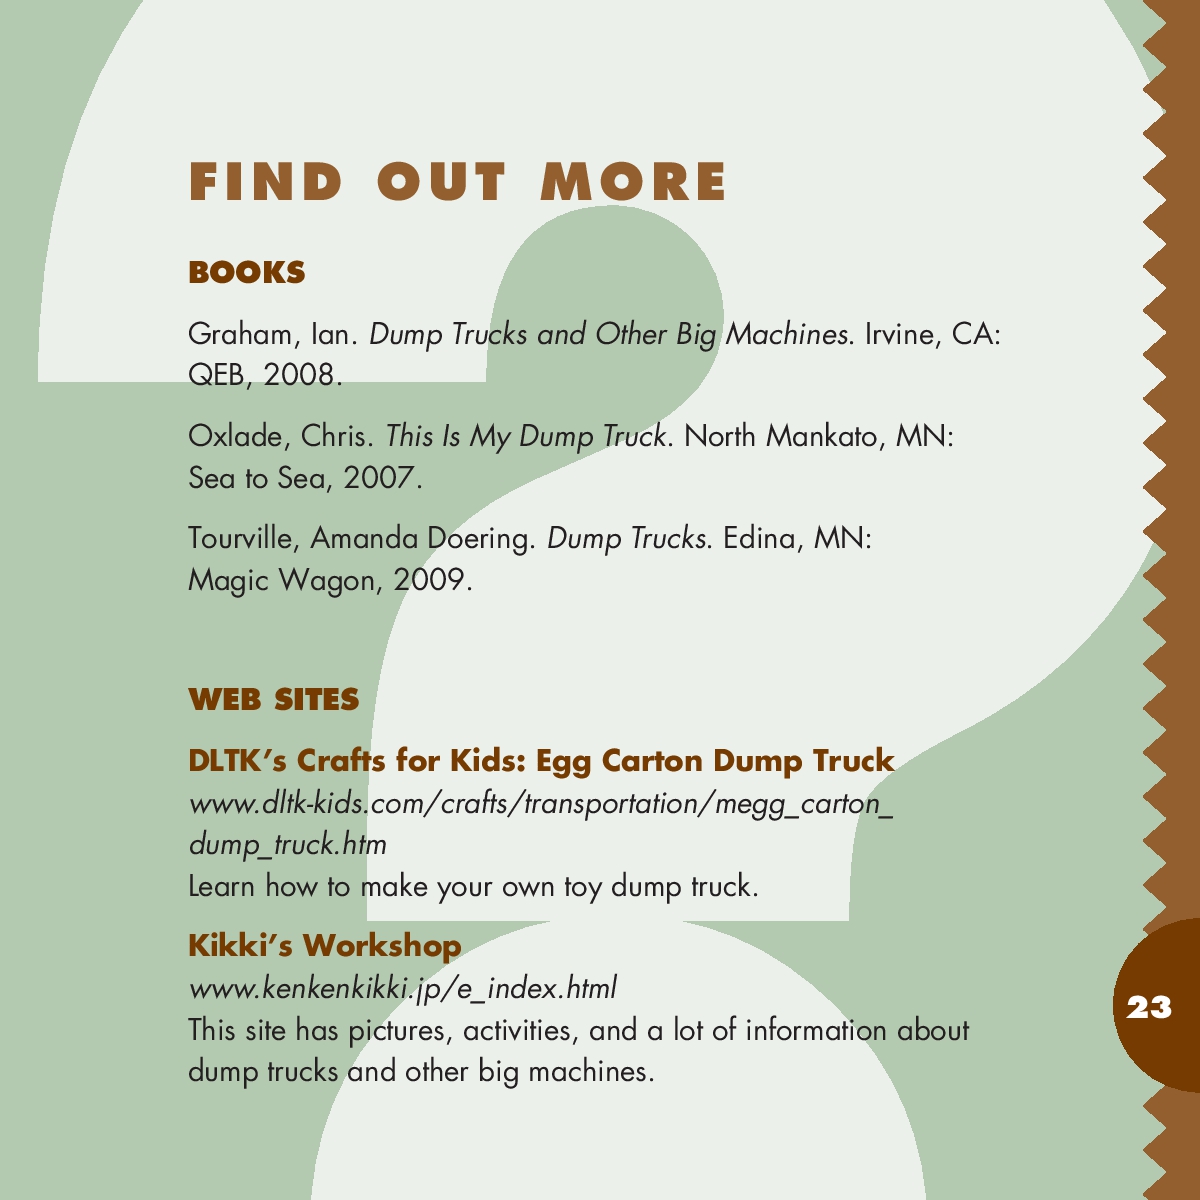 FIND OUT MORE
BOOKS
Graham, Ian. Dump Trucks and Other Big Machines. Irvine, CA:
QEB, 2008.
Oxlade, Chris. This Is My Dump Truck. North Mankato, MN:
Sea to Sea, 2007.
Tourville, Amanda Doering. Dump Trucks. Edina, MN:
Magic Wagon, 2009.
WEB SITES
DLTK’s Crafts for Kids: Egg Carton Dump Truck
www.dltk-kids.com/crafts/transportation/megg_carton_
dump_truck.htm
Learn how to make your own toy dump truck.
Kikki’s Workshop
www.kenkenkikki.jp/e_index.html
This site has pictures, activities, and a lot of information about
dump trucks and other big machines.
23